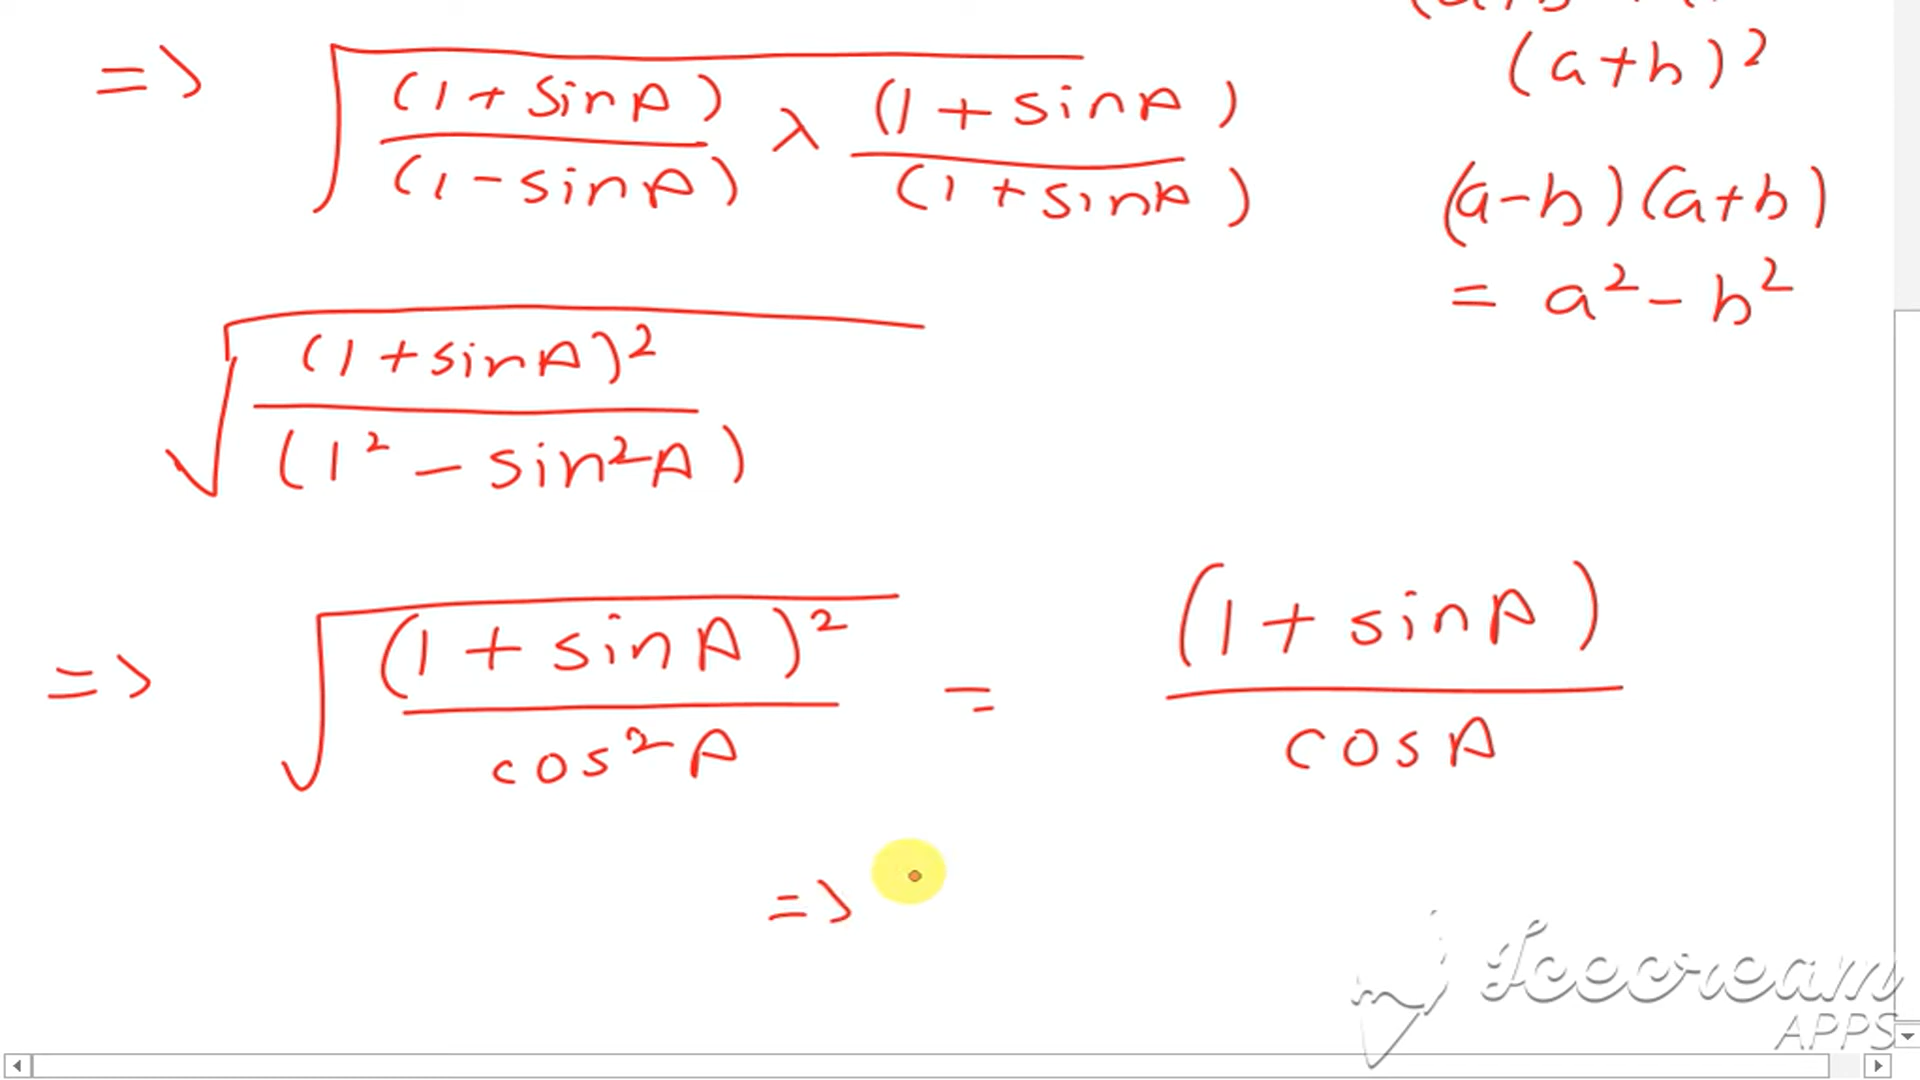 (a+b
=> √ (1+sinA)/(1-sinA) × (1+sinA)/(1+sinA)
(a+b)²
(a-b)(a+b)
= a²-b²
√ (1+sinA)²/(1²-sin²A)
=> √ (1+sinA)²/cos²A = (1+sinA)/cosA
=>
Icecream
APPS